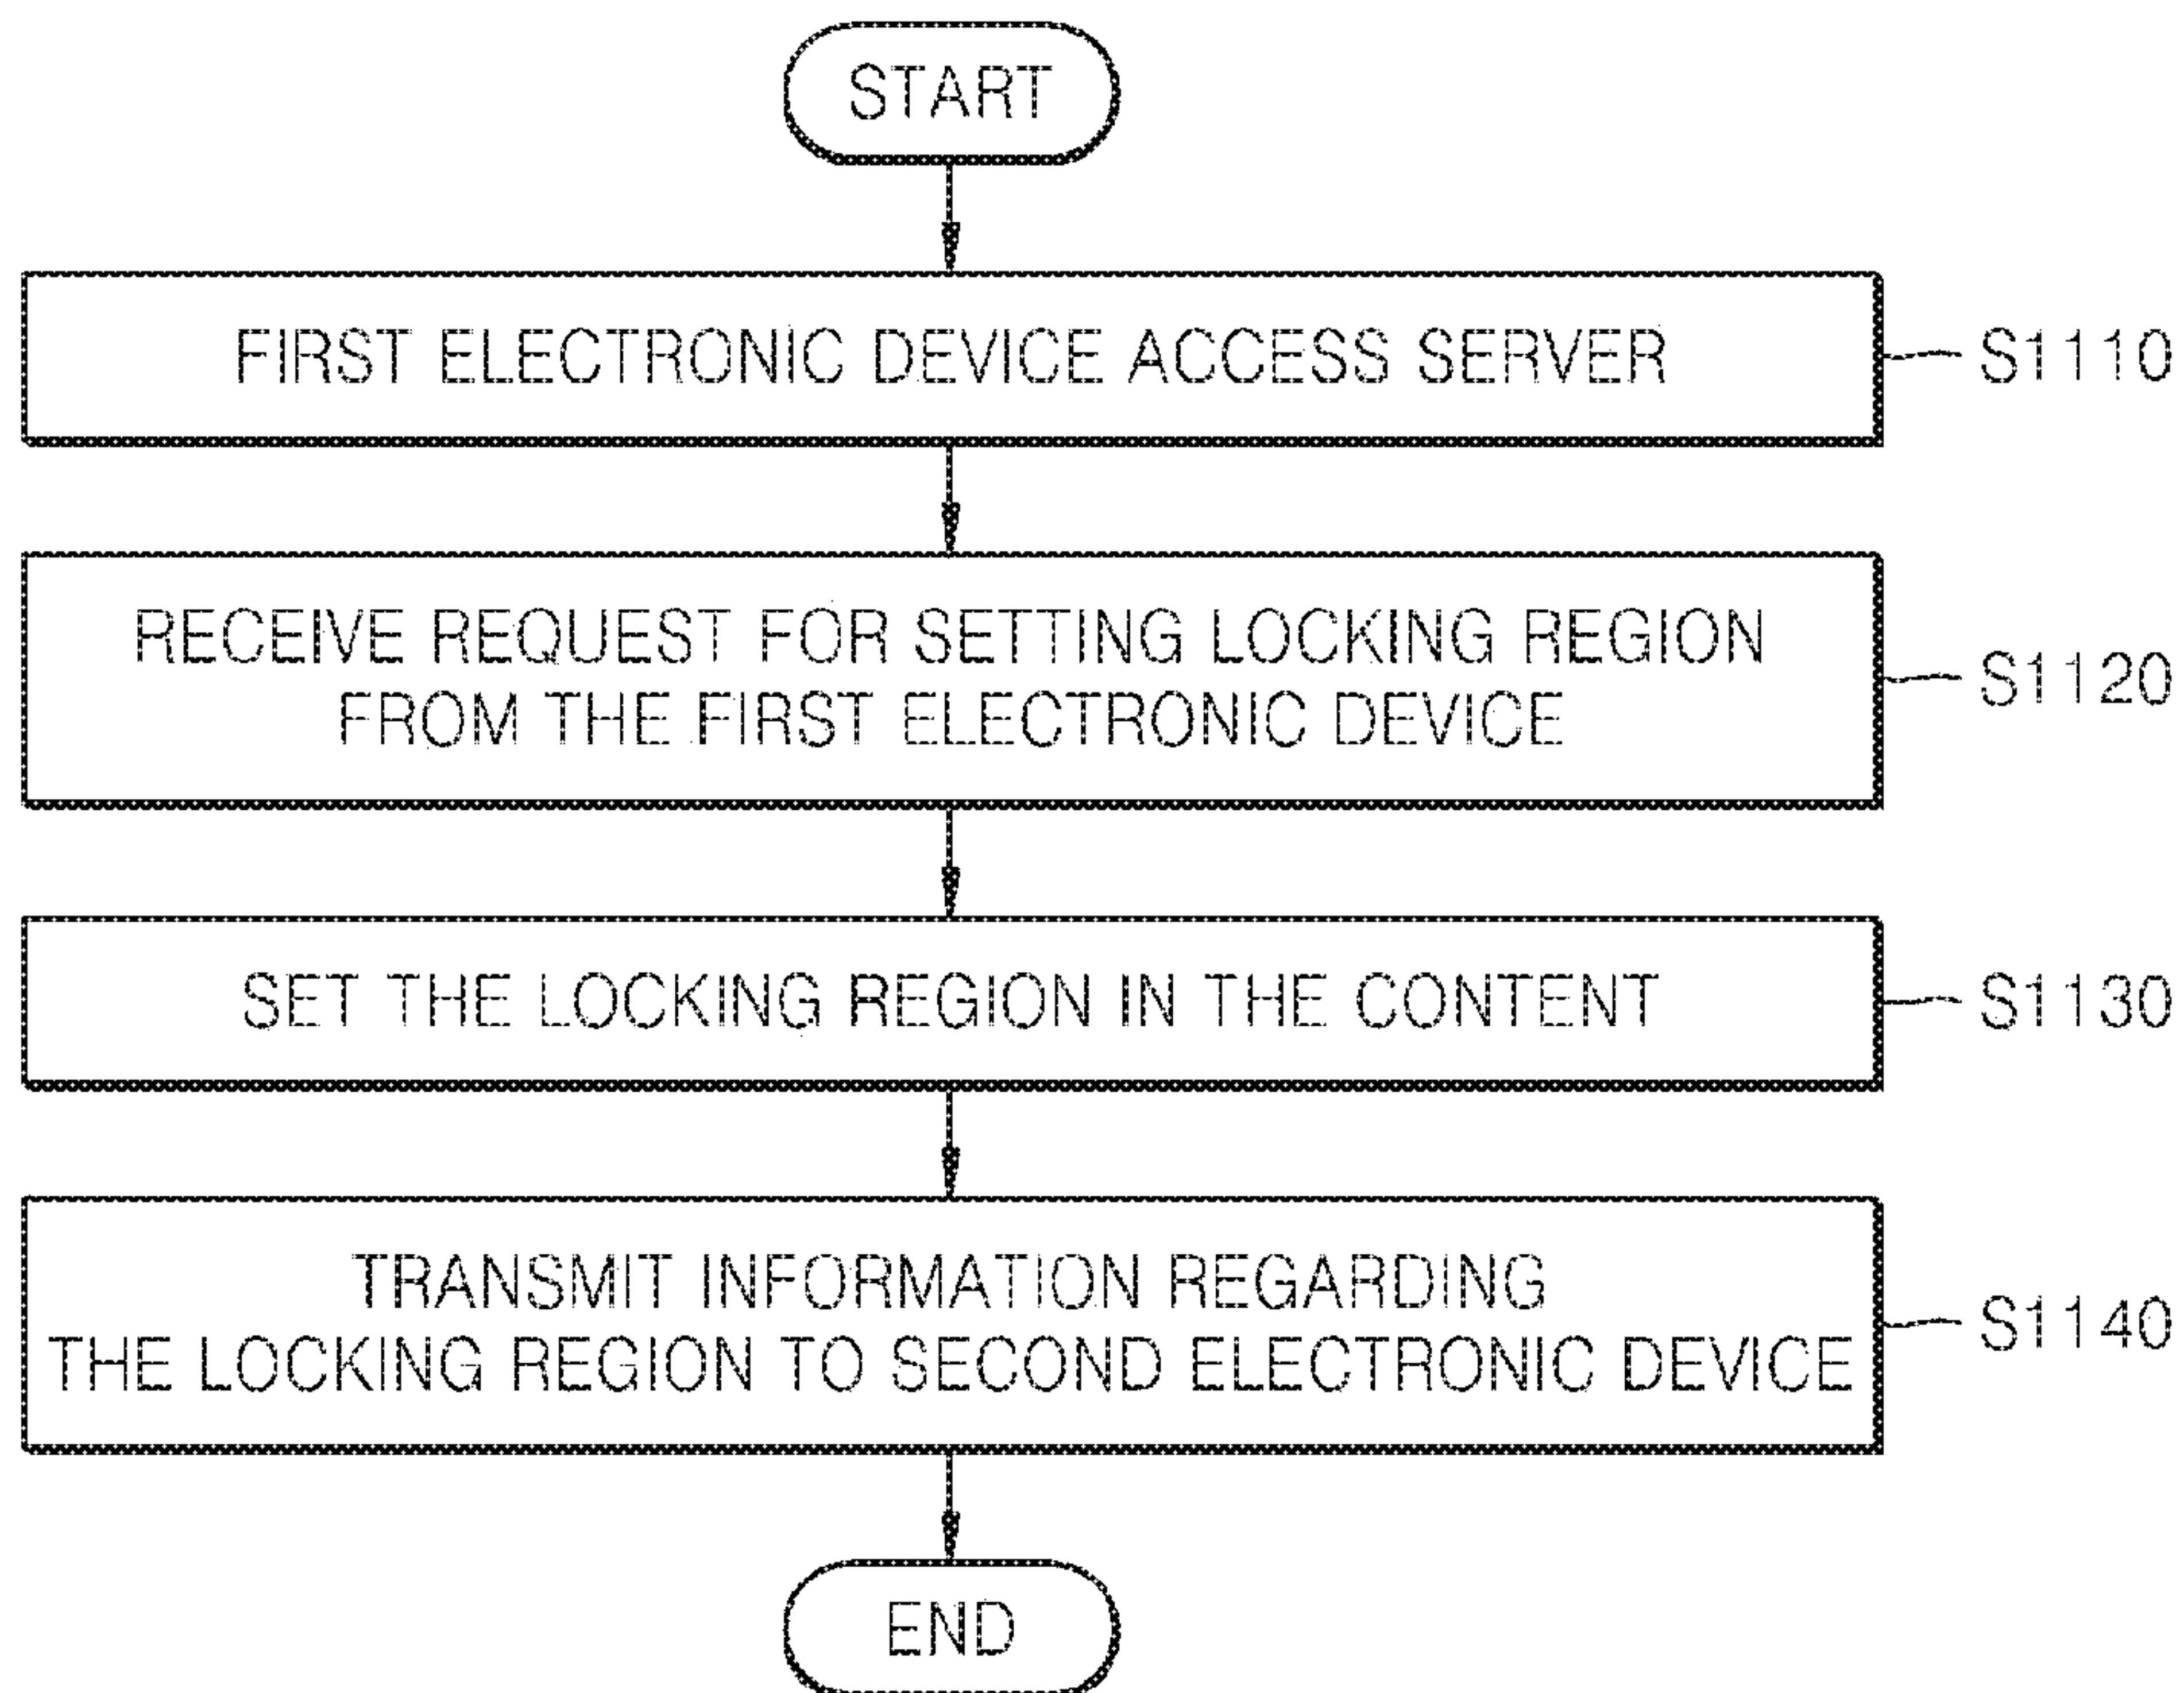 START
FIRST ELECTRONIC DEVICE ACCESS SERVER
S1110
RECEIVE REQUEST FOR SETTING LOCKING REGION
FROM THE FIRST ELECTRONIC DEVICE
S1120
SET THE LOCKING REGION IN THE CONTENT
S1130
TRANSMIT INFORMATION REGARDING
THE LOCKING REGION TO SECOND ELECTRONIC DEVICE
S1140
END